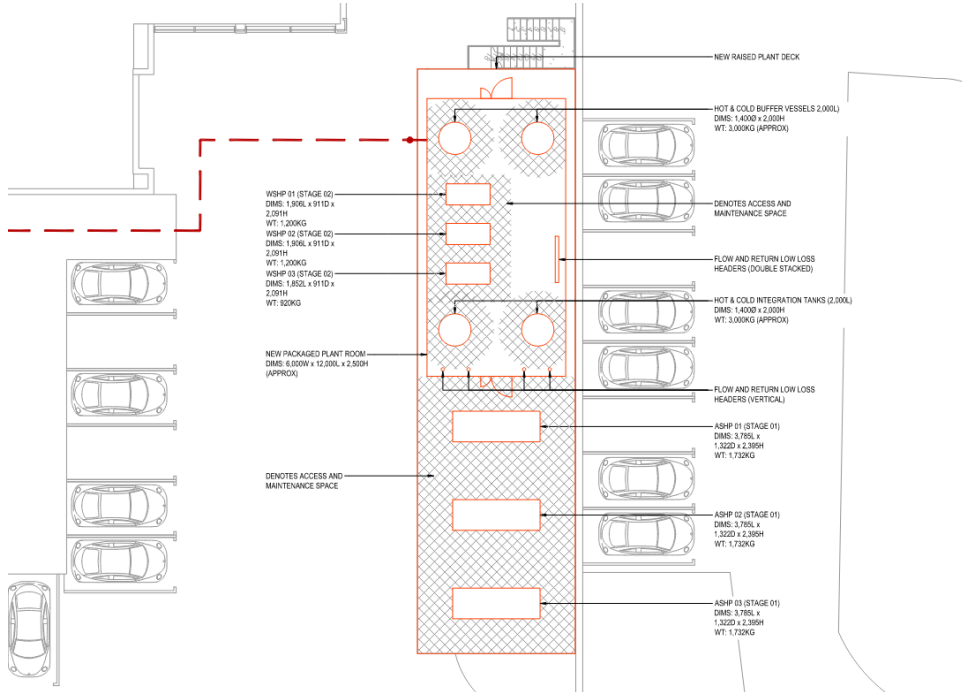 NEW RAISED PLANT DECK
HOT & COLD BUFFER VESSELS 2,000L)
DIMS: 1,400Ø x 2,000H
WT: 3,000KG (APPROX)
WSHP 01 (STAGE 02)
DIMS: 1,906L x 911D x
2,091H
WT: 1,200KG
WSHP 02 (STAGE 02)
DIMS: 1,906L x 911D x
2,091H
WT: 1,200KG
WSHP 03 (STAGE 02)
DIMS: 1,852L x 911D x
2,091H
WT: 920KG
DENOTES ACCESS AND
MAINTENANCE SPACE
FLOW AND RETURN LOW LOSS
HEADERS (DOUBLE STACKED)
HOT & COLD INTEGRATION TANKS (2,000L)
DIMS: 1,400Ø x 2,000H
WT: 3,000KG (APPROX)
NEW PACKAGED PLANT ROOM
DIMS: 6,000W x 12,000L x 2,500H
(APPROX)
FLOW AND RETURN LOW LOSS
HEADERS (VERTICAL)
ASHP 01 (STAGE 01)
DIMS: 3,785L x
1,322D x 2,395H
WT: 1,732KG
DENOTES ACCESS AND
MAINTENANCE SPACE
ASHP 02 (STAGE 01)
DIMS: 3,785L x
1,322D x 2,395H
WT: 1,732KG
ASHP 03 (STAGE 01)
DIMS: 3,785L x
1,322D x 2,395H
WT: 1,732KG